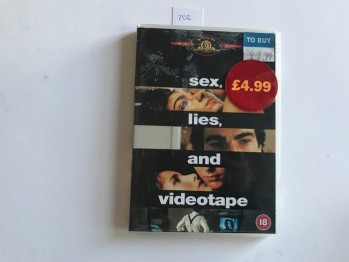 702
TO BUY
£4.99
sex,
lies,
and
videotape
18